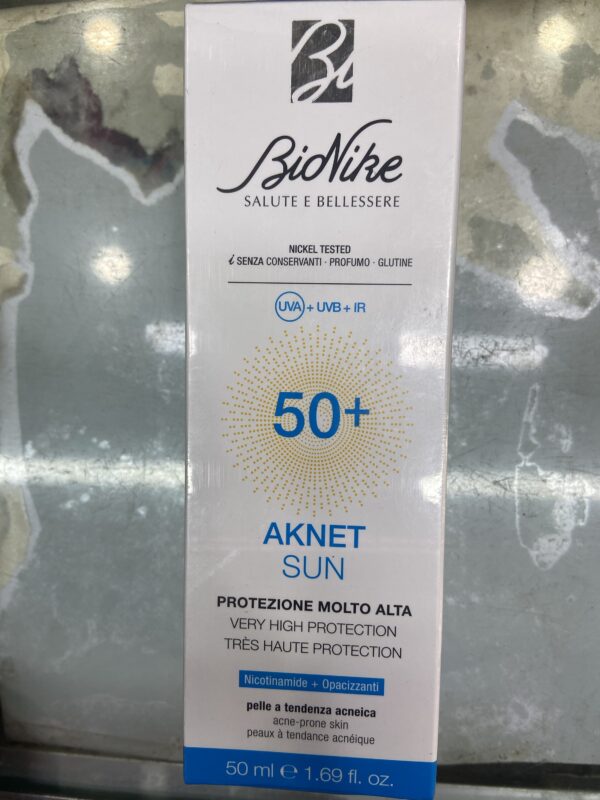 Bi
BioNike
SALUTE E BELLESSERE
NICKEL TESTED
i SENZA CONSERVANTI · PROFUMO · GLUTINE
UVA + UVB + IR
50+
AKNET
SUN
PROTEZIONE MOLTO ALTA
VERY HIGH PROTECTION
TRÈS HAUTE PROTECTION
Nicotinamide + Opacizzanti
pelle a tendenza acneica
acne-prone skin
peaux à tendance acnéique
50 ml ℮ 1.69 fl. oz.